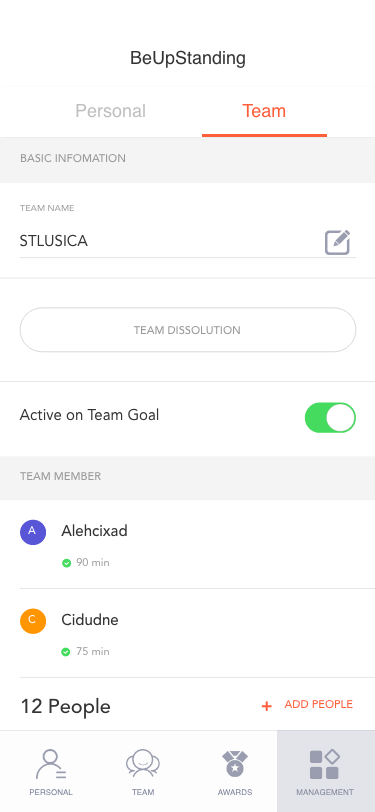 BeUpStanding
Personal
Team
BASIC INFOMATION
TEAM NAME
STLUSICA
TEAM DISSOLUTION
Active on Team Goal
TEAM MEMBER
A
Alehcixad
90 min
C
Cidudne
75 min
12 People
+ ADD PEOPLE
PERSONAL
TEAM
AWARDS
MANAGEMENT